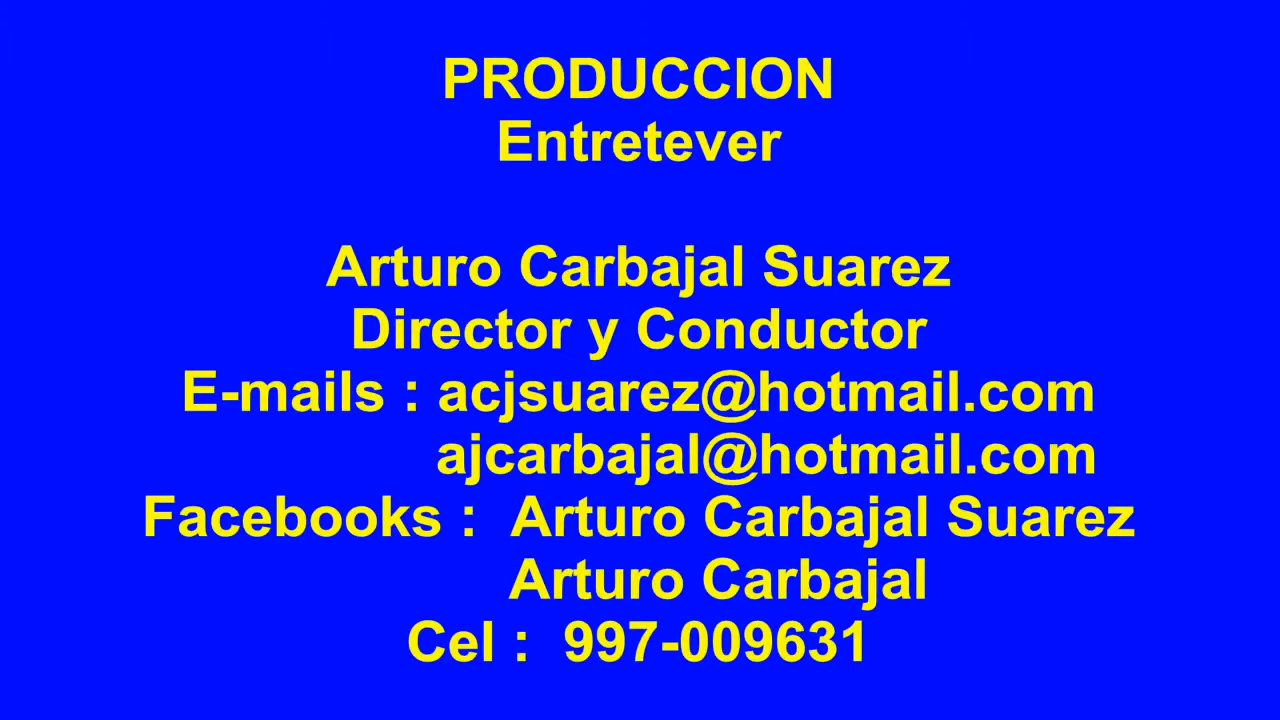 PRODUCCION
Entretever
Arturo Carbajal Suarez
Director y Conductor
E-mails : acjsuarez@hotmail.com
ajcarbajal@hotmail.com
Facebooks :  Arturo Carbajal Suarez
Arturo Carbajal
Cel :  997-009631